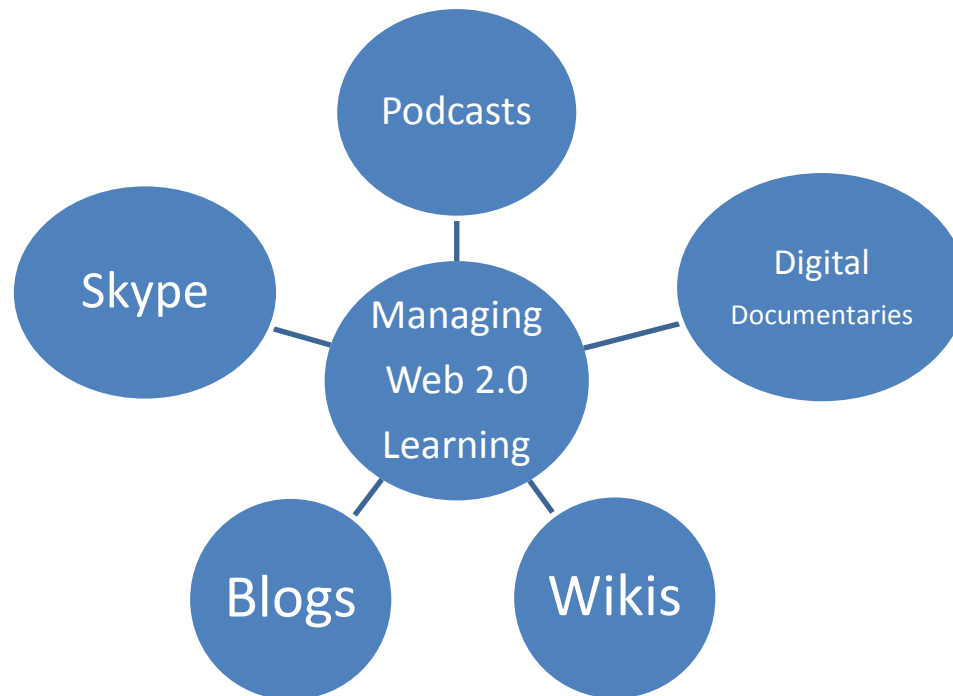 Podcasts
Skype
Digital
Documentaries
Managing
Web 2.0
Learning
Blogs
Wikis